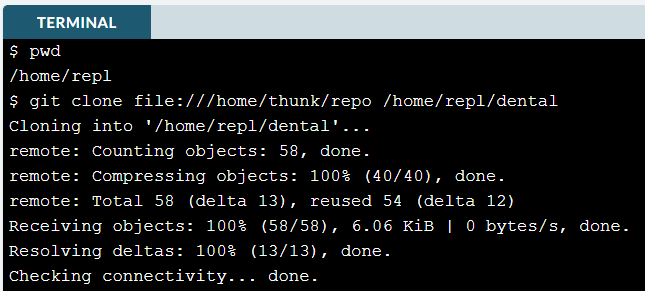 TERMINAL
$ pwd
/home/repl
$ git clone file:///home/thunk/repo /home/repl/dental
Cloning into '/home/repl/dental'...
remote: Counting objects: 58, done.
remote: Compressing objects: 100% (40/40), done.
remote: Total 58 (delta 13), reused 54 (delta 12)
Receiving objects: 100% (58/58), 6.06 KiB | 0 bytes/s, done.
Resolving deltas: 100% (13/13), done.
Checking connectivity... done.